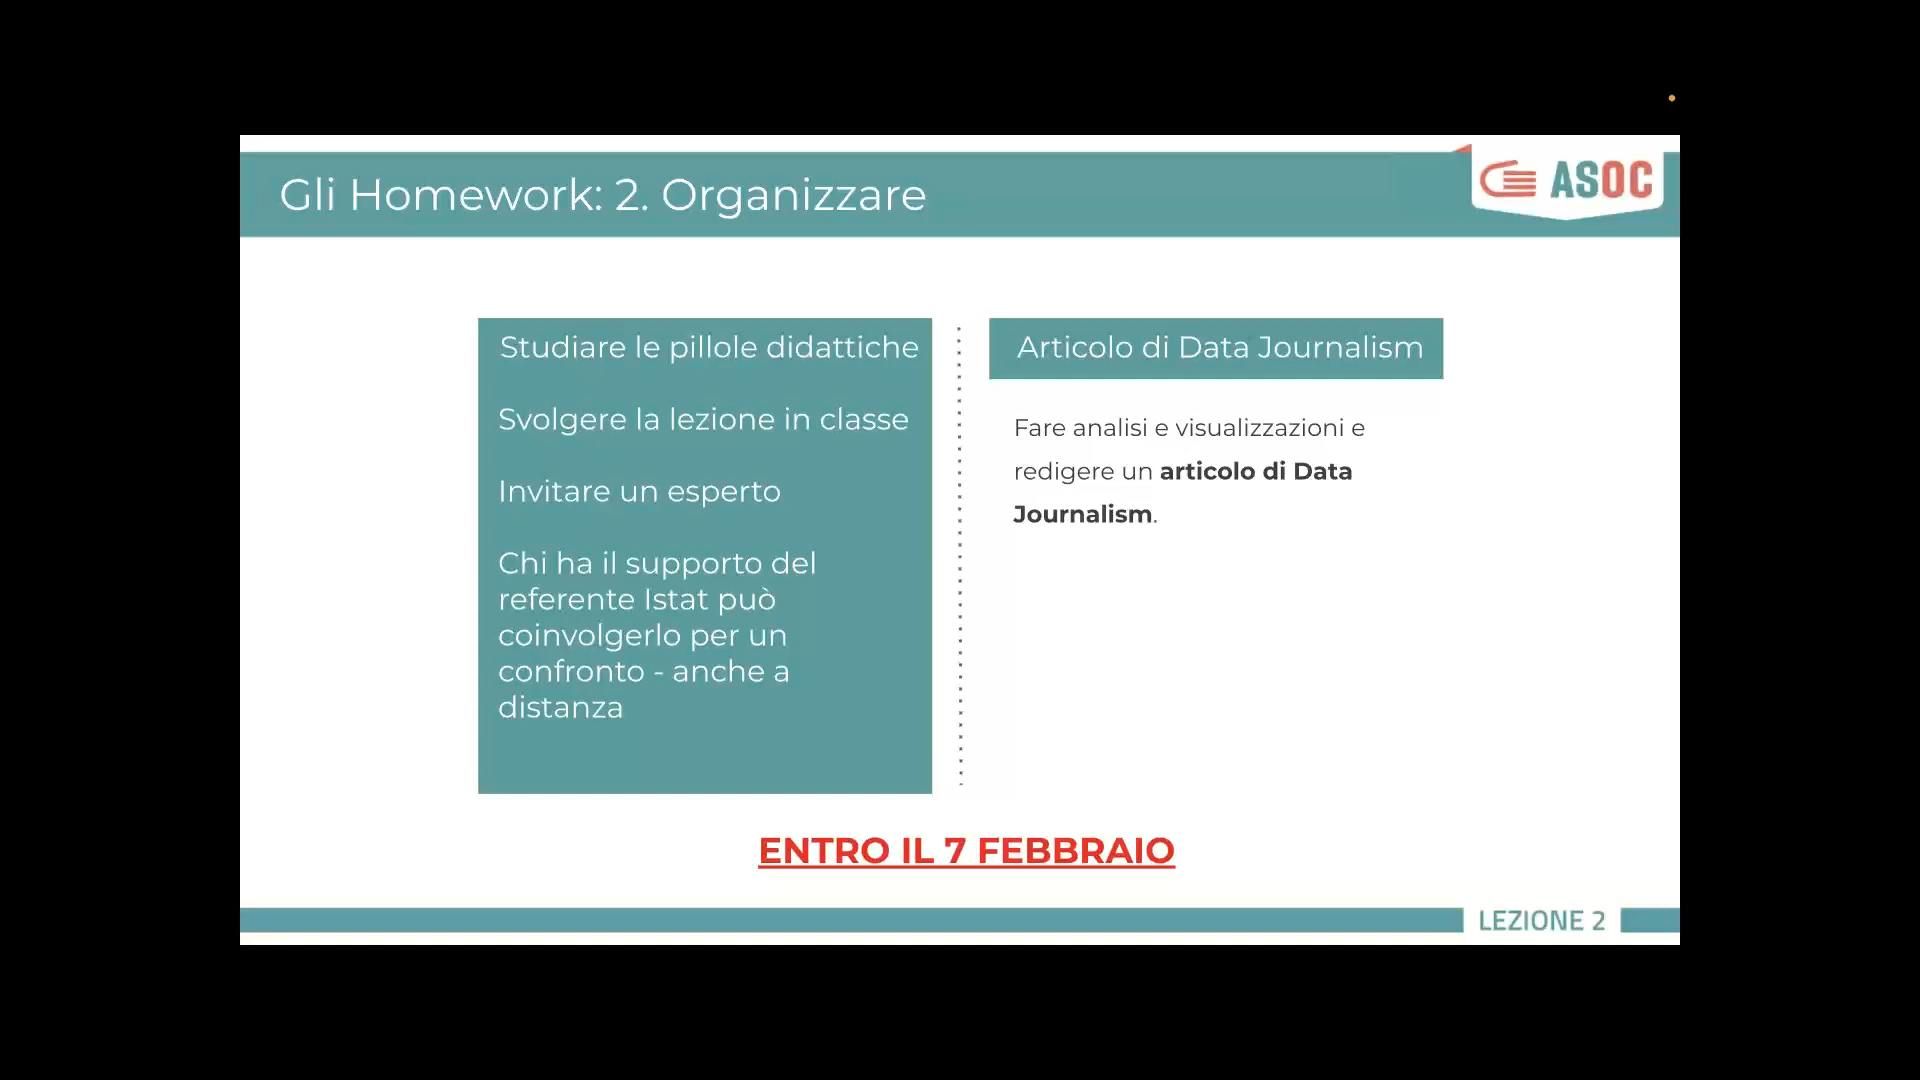 Gli Homework: 2. Organizzare
ASOC
Studiare le pillole didattiche
Svolgere la lezione in classe
Invitare un esperto
Chi ha il supporto del
referente Istat può
coinvolgerlo per un
confronto - anche a
distanza
Articolo di Data Journalism
Fare analisi e visualizzazioni e
redigere un articolo di Data
Journalism.
ENTRO IL 7 FEBBRAIO
LEZIONE 2